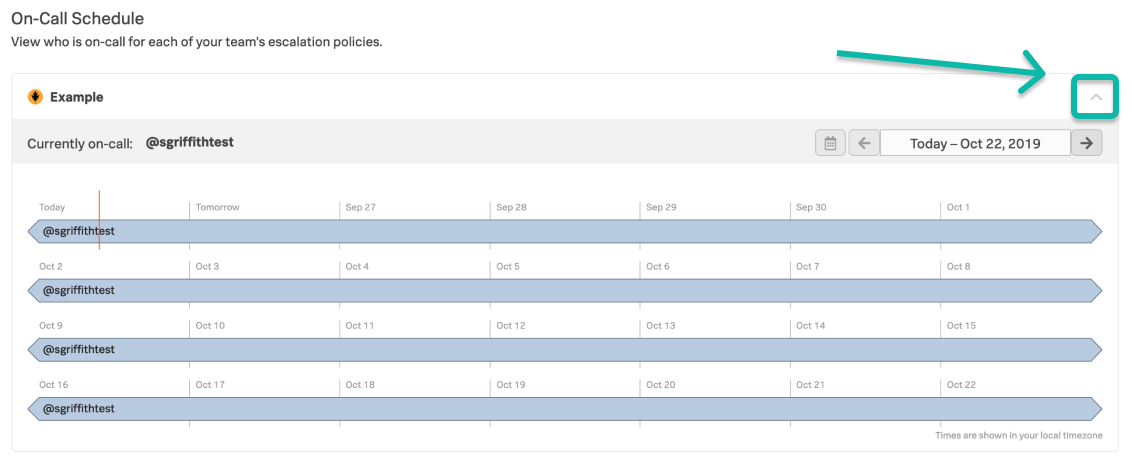 On-Call Schedule
View who is on-call for each of your team's escalation policies.
Example
Currently on-call: @sgriffithtest
Today – Oct 22, 2019
Today Tomorrow Sep 27 Sep 28 Sep 29 Sep 30 Oct 1
@sgriffithtest
Oct 2 Oct 3 Oct 4 Oct 5 Oct 6 Oct 7 Oct 8
@sgriffithtest
Oct 9 Oct 10 Oct 11 Oct 12 Oct 13 Oct 14 Oct 15
@sgriffithtest
Oct 16 Oct 17 Oct 18 Oct 19 Oct 20 Oct 21 Oct 22
@sgriffithtest
Times are shown in your local timezone